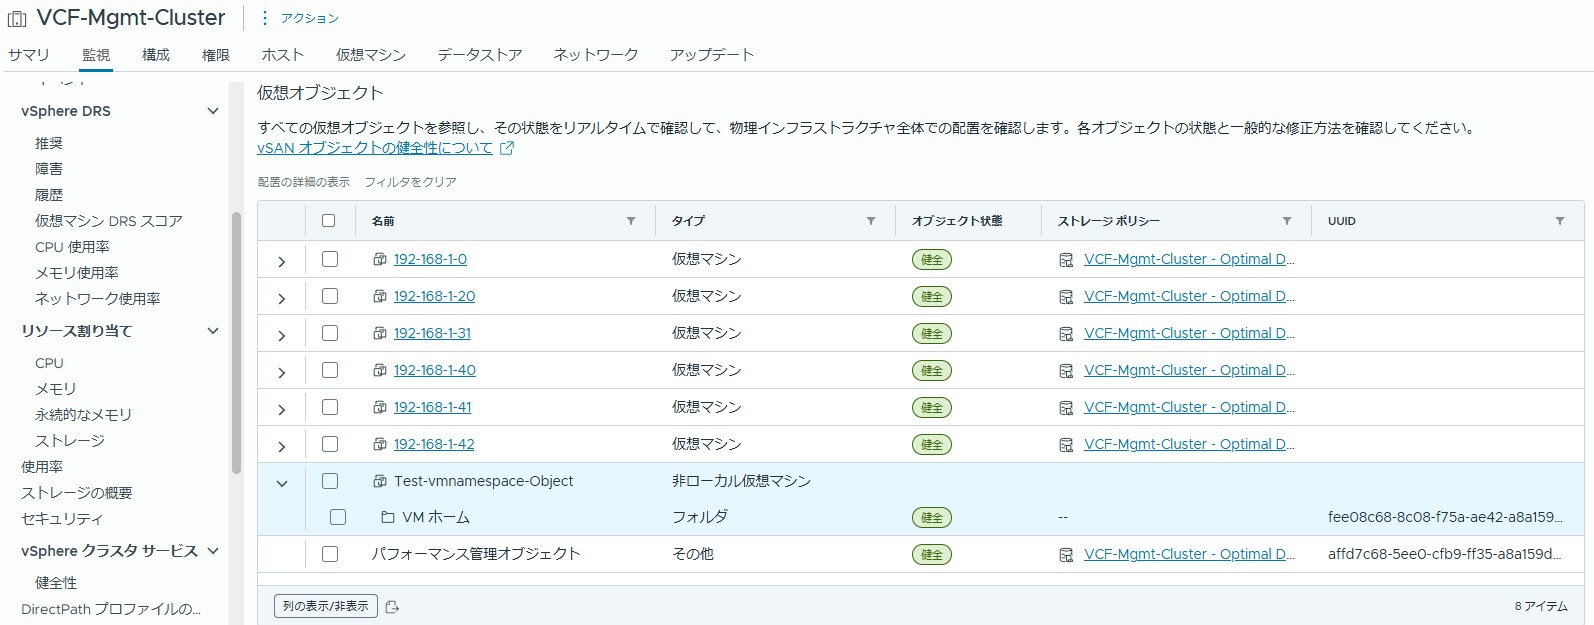 VCF-Mgmt-Cluster
アクション
サマリ 監視 構成 権限 ホスト 仮想マシン データストア ネットワーク アップデート
vSphere DRS
推奨
障害
履歴
仮想マシン DRS スコア
CPU 使用率
メモリ使用率
ネットワーク使用率
リソース割り当て
CPU
メモリ
永続的なメモリ
ストレージ
使用率
ストレージの概要
セキュリティ
vSphere クラスタ サービス
健全性
DirectPath プロファイルの...
仮想オブジェクト
すべての仮想オブジェクトを参照し、その状態をリアルタイムで確認して、物理インフラストラクチャ全体での配置を確認します。各オブジェクトの状態と一般的な修正方法を確認してください。
vSAN オブジェクトの健全性について
配置の詳細の表示 フィルタをクリア
名前 タイプ オブジェクト状態 ストレージ ポリシー UUID
192-168-1-0 仮想マシン 健全 VCF-Mgmt-Cluster - Optimal D...
192-168-1-20 仮想マシン 健全 VCF-Mgmt-Cluster - Optimal D...
192-168-1-31 仮想マシン 健全 VCF-Mgmt-Cluster - Optimal D...
192-168-1-40 仮想マシン 健全 VCF-Mgmt-Cluster - Optimal D...
192-168-1-41 仮想マシン 健全 VCF-Mgmt-Cluster - Optimal D...
192-168-1-42 仮想マシン 健全 VCF-Mgmt-Cluster - Optimal D...
Test-vmnamespace-Object 非ローカル仮想マシン
VM ホーム フォルダ 健全 -- fee08c68-8c08-f75a-ae42-a8a159...
パフォーマンス管理オブジェクト その他 健全 VCF-Mgmt-Cluster - Optimal D... affd7c68-5ee0-cfb9-ff35-a8a159d...
列の表示/非表示 8 アイテム